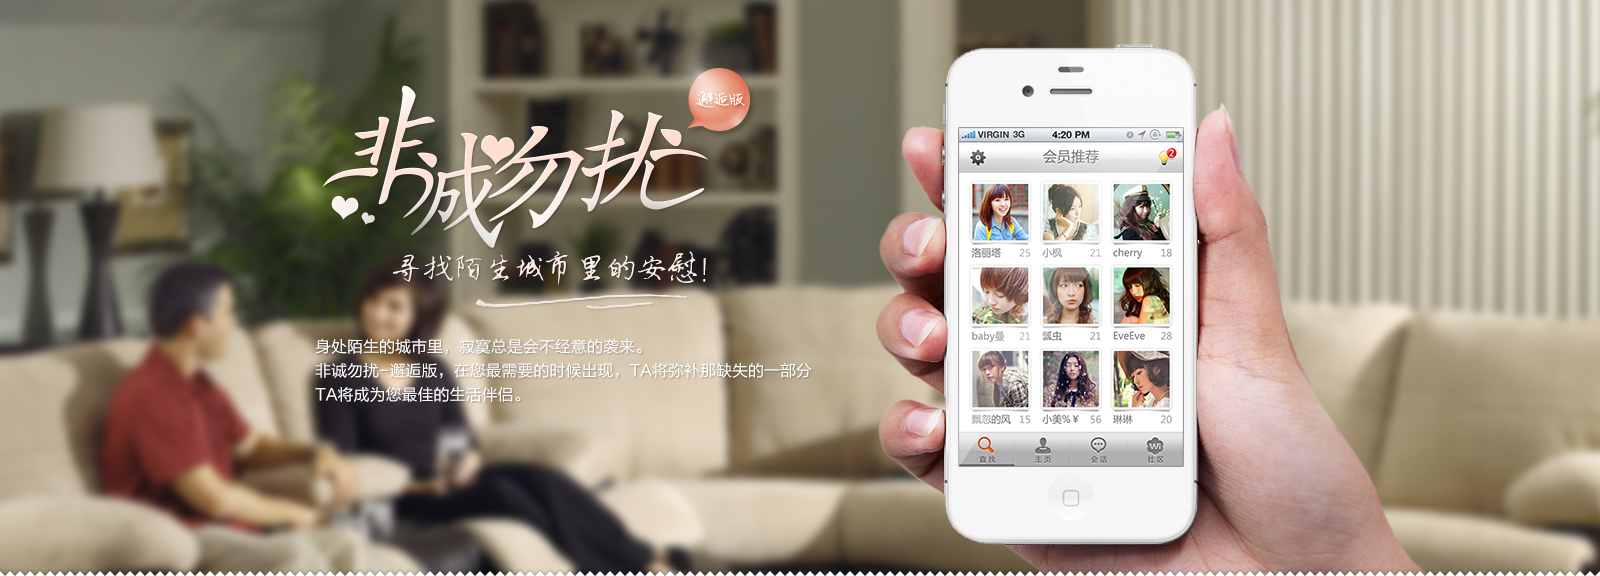 邂逅版
非诚勿扰
寻找陌生城市里的安慰!
身处陌生的城市里，寂寞总是会不经意的袭来。
非诚勿扰-邂逅版，在您最需要的时候出现，TA将弥补那缺失的一部分
TA将成为您最佳的生活伴侣。
VIRGIN 3G 4:20 PM
会员推荐 2
洛丽塔 25 小枫 21 cherry 18
baby曼 21 瓢虫 21 EveEve 28
飘忽的风 15 小美%￥ 56 琳琳 20
查找 主页 会话 社区